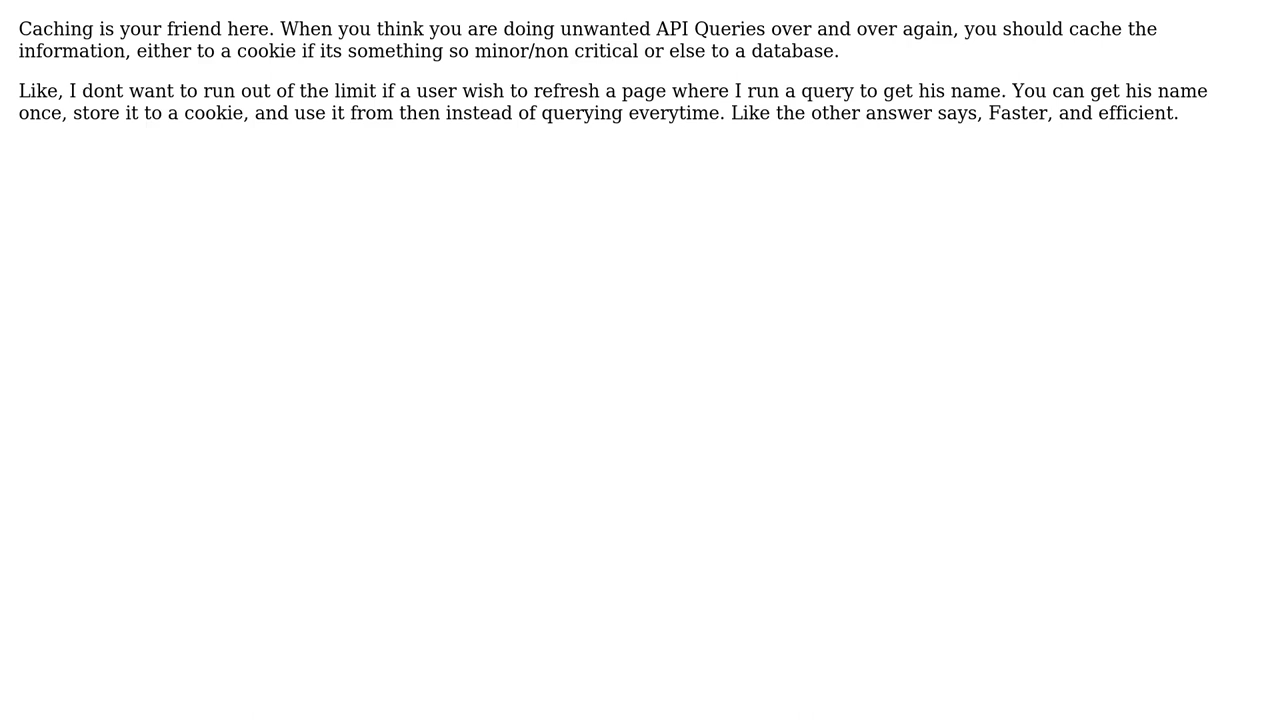 Caching is your friend here. When you think you are doing unwanted API Queries over and over again, you should cache the
information, either to a cookie if its something so minor/non critical or else to a database.
Like, I dont want to run out of the limit if a user wish to refresh a page where I run a query to get his name. You can get his name
once, store it to a cookie, and use it from then instead of querying everytime. Like the other answer says, Faster, and efficient.